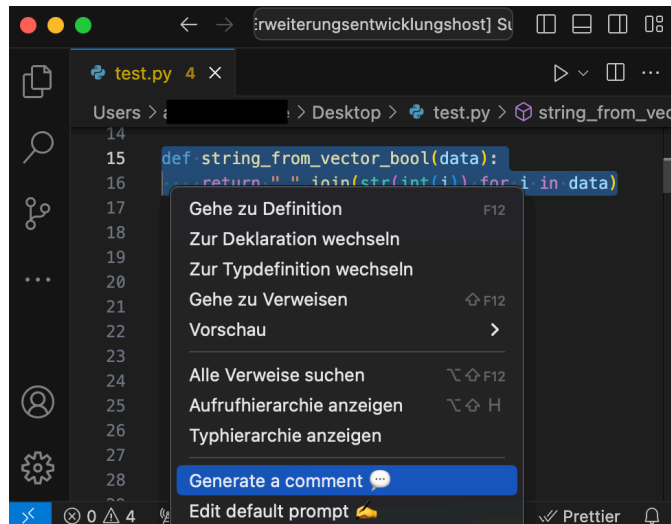 [Erweiterungsentwicklungshost] Su
test.py 4
Users > > Desktop > test.py > string_from_vec
14
15 def string_from_vector_bool(data):
16 return " ".join(str(int(i)) for i in data)
17
18
19
20
21
22
23
24
25
26
27
28
Gehe zu Definition F12
Zur Deklaration wechseln
Zur Typdefinition wechseln
Gehe zu Verweisen ⇧ F12
Vorschau >
Alle Verweise suchen ⌥ ⇧ F12
Aufrufhierarchie anzeigen ⌥ ⇧ H
Typhierarchie anzeigen
Generate a comment 💬
Edit default prompt ✍️
0 4 Prettier